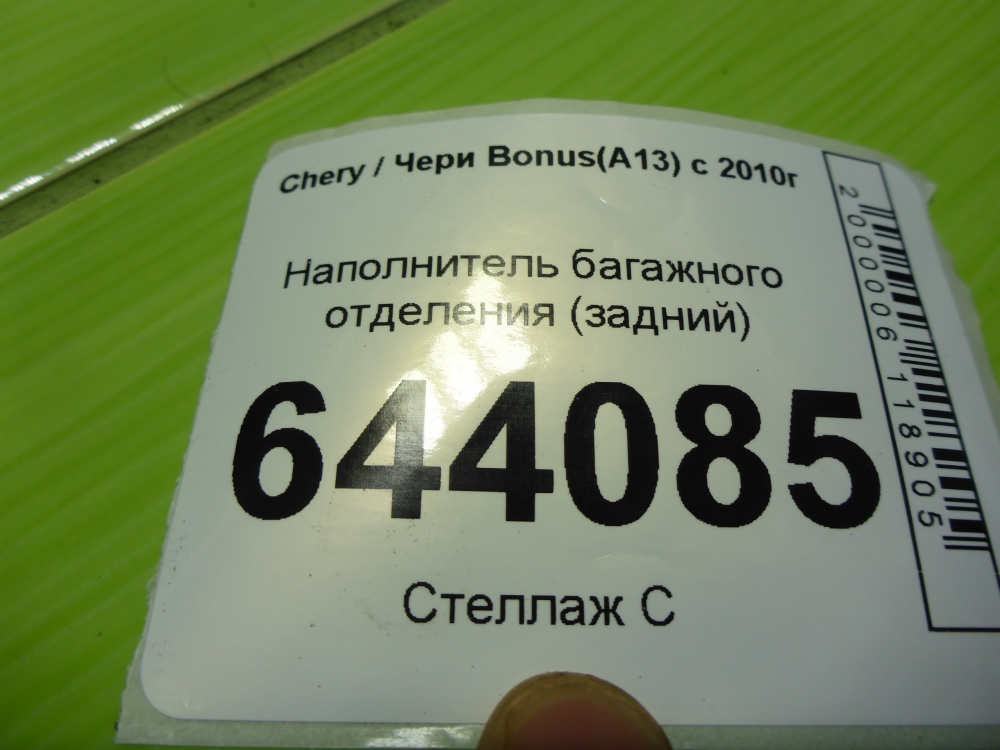 Chery / Чери Bonus(A13) с 2010г
Наполнитель багажного
отделения (задний)
644085
Стеллаж С
2000006118905